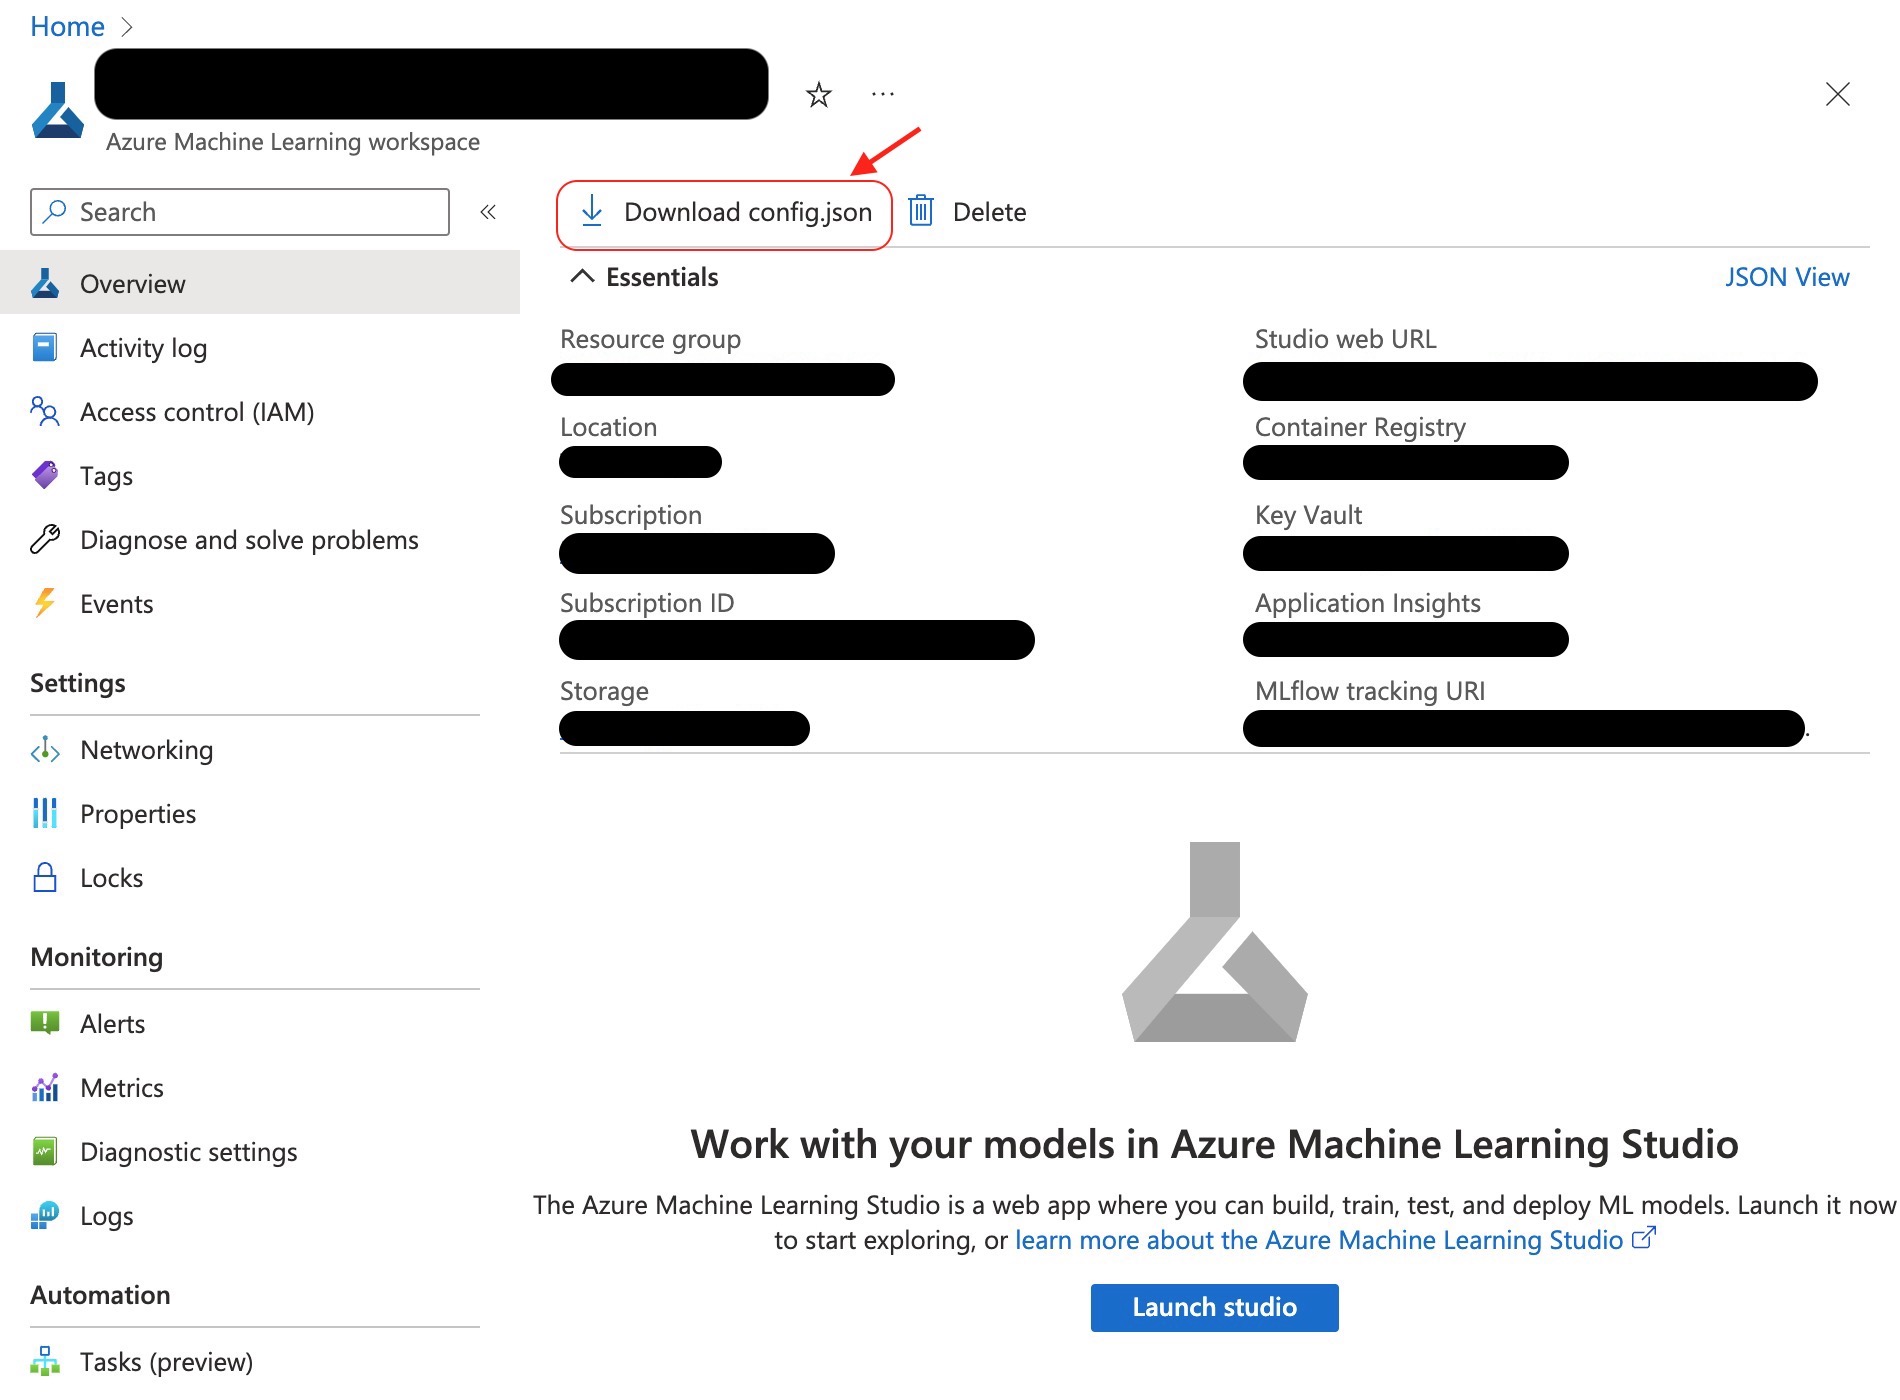 Home
Azure Machine Learning workspace
Search
Download config.json
Delete
Overview
Activity log
Access control (IAM)
Tags
Diagnose and solve problems
Events
Settings
Networking
Properties
Locks
Monitoring
Alerts
Metrics
Diagnostic settings
Logs
Automation
Tasks (preview)
Essentials
JSON View
Resource group
Location
Subscription
Subscription ID
Storage
Studio web URL
Container Registry
Key Vault
Application Insights
MLflow tracking URI
Work with your models in Azure Machine Learning Studio
The Azure Machine Learning Studio is a web app where you can build, train, test, and deploy ML models. Launch it now
to start exploring, or learn more about the Azure Machine Learning Studio
Launch studio